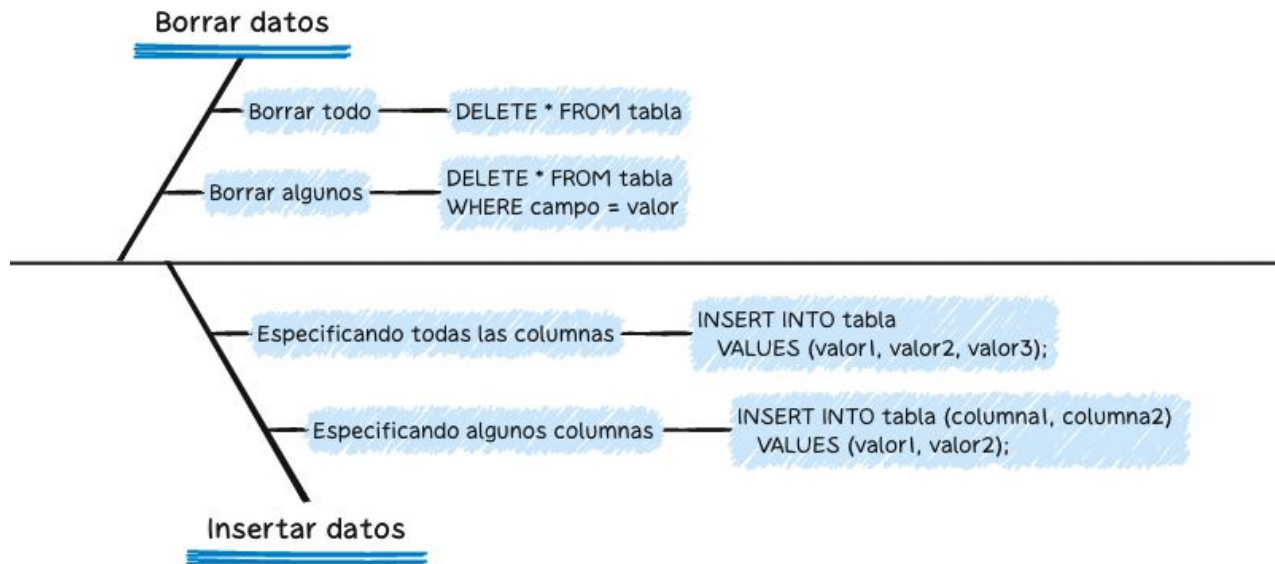 Borrar datos
Borrar todo
DELETE * FROM tabla
Borrar algunos
DELETE * FROM tabla
WHERE campo = valor
Especificando todas las columnas
INSERT INTO tabla
VALUES (valor1, valor2, valor3);
Especificando algunos columnas
INSERT INTO tabla (columna1, columna2)
VALUES (valor1, valor2);
Insertar datos